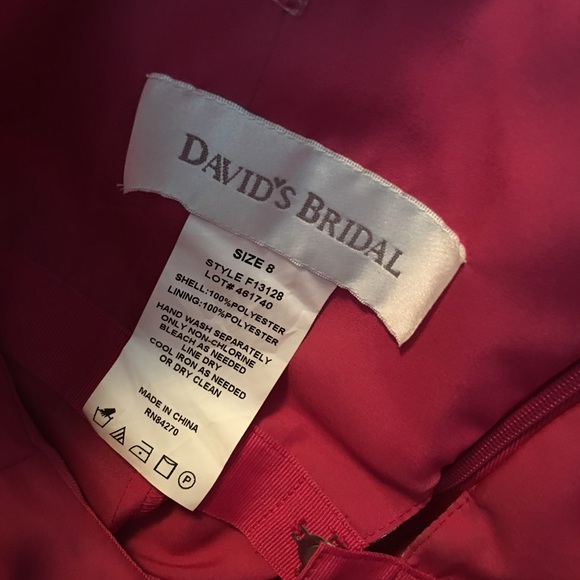 DAVID'S BRIDAL
SIZE 8
STYLE F13128
LOT# 461740
SHELL:100%POLYESTER
LINING:100%POLYESTER
HAND WASH SEPARATELY
ONLY NON-CHLORINE
BLEACH AS NEEDED
LINE DRY
COOL IRON AS NEEDED
OR DRY CLEAN
MADE IN CHINA
RN84270
P